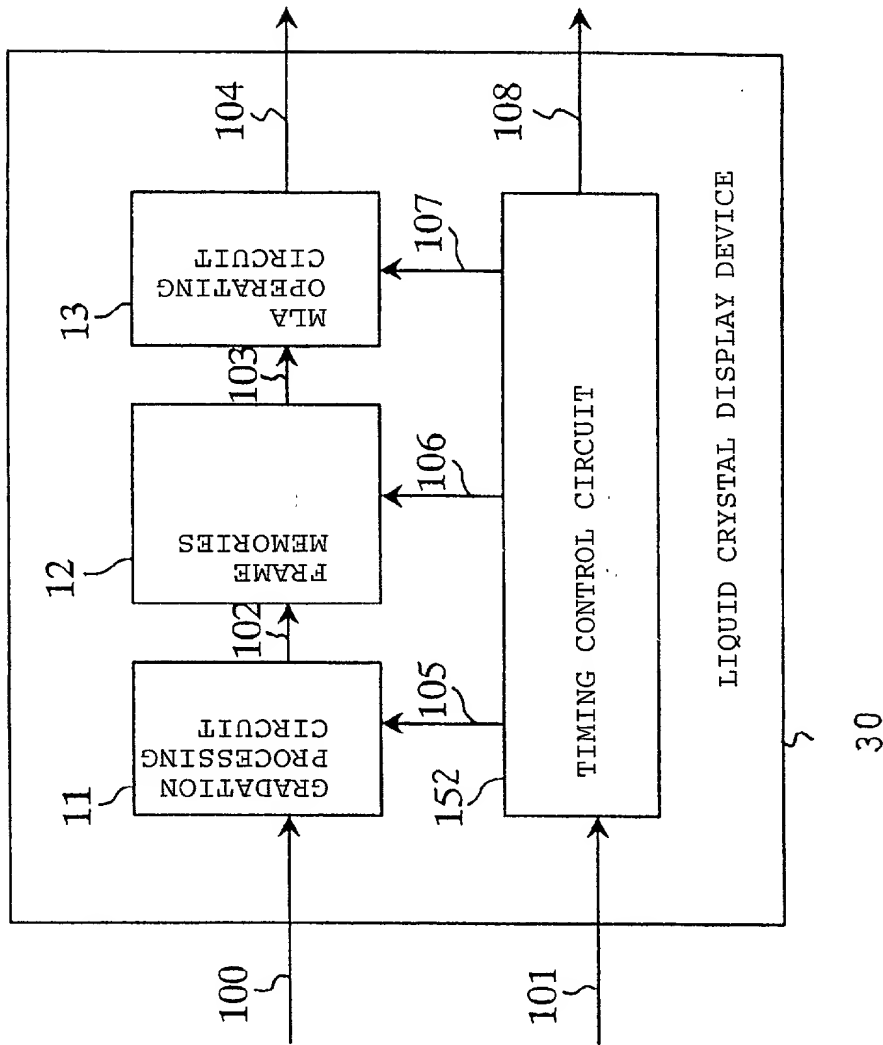 11
12
13
100
GRADATION
PROCESSING
CIRCUIT
102
FRAME
MEMORIES
103
MLA
OPERATING
CIRCUIT
104
105
106
107
15
101
TIMING CONTROL CIRCUIT
108
LIQUID CRYSTAL DISPLAY DEVICE
30